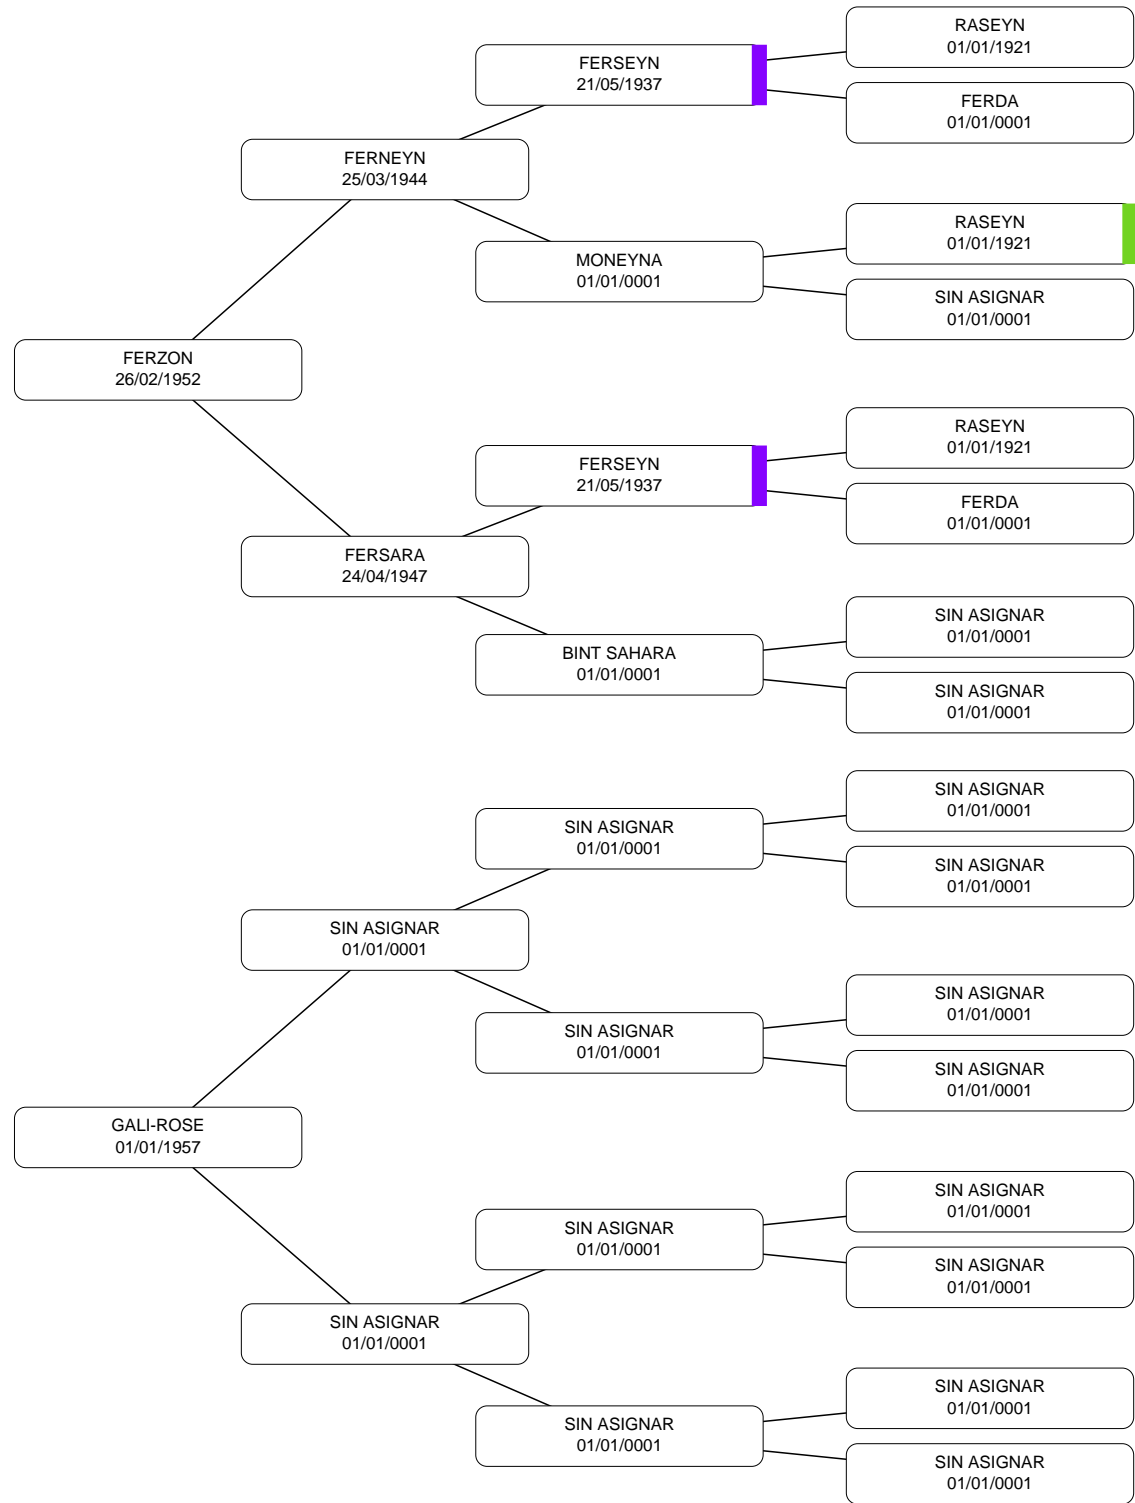 RASEYN
01/01/1921
FERSEYN
21/05/1937
FERDA
01/01/0001
FERNEYN
25/03/1944
RASEYN
01/01/1921
MONEYNA
01/01/0001
SIN ASIGNAR
01/01/0001
FERZON
26/02/1952
RASEYN
01/01/1921
FERSEYN
21/05/1937
FERDA
01/01/0001
FERSARA
24/04/1947
SIN ASIGNAR
01/01/0001
BINT SAHARA
01/01/0001
SIN ASIGNAR
01/01/0001
SIN ASIGNAR
01/01/0001
SIN ASIGNAR
01/01/0001
SIN ASIGNAR
01/01/0001
SIN ASIGNAR
01/01/0001
SIN ASIGNAR
01/01/0001
SIN ASIGNAR
01/01/0001
SIN ASIGNAR
01/01/0001
GALI-ROSE
01/01/1957
SIN ASIGNAR
01/01/0001
SIN ASIGNAR
01/01/0001
SIN ASIGNAR
01/01/0001
SIN ASIGNAR
01/01/0001
SIN ASIGNAR
01/01/0001
SIN ASIGNAR
01/01/0001
SIN ASIGNAR
01/01/0001